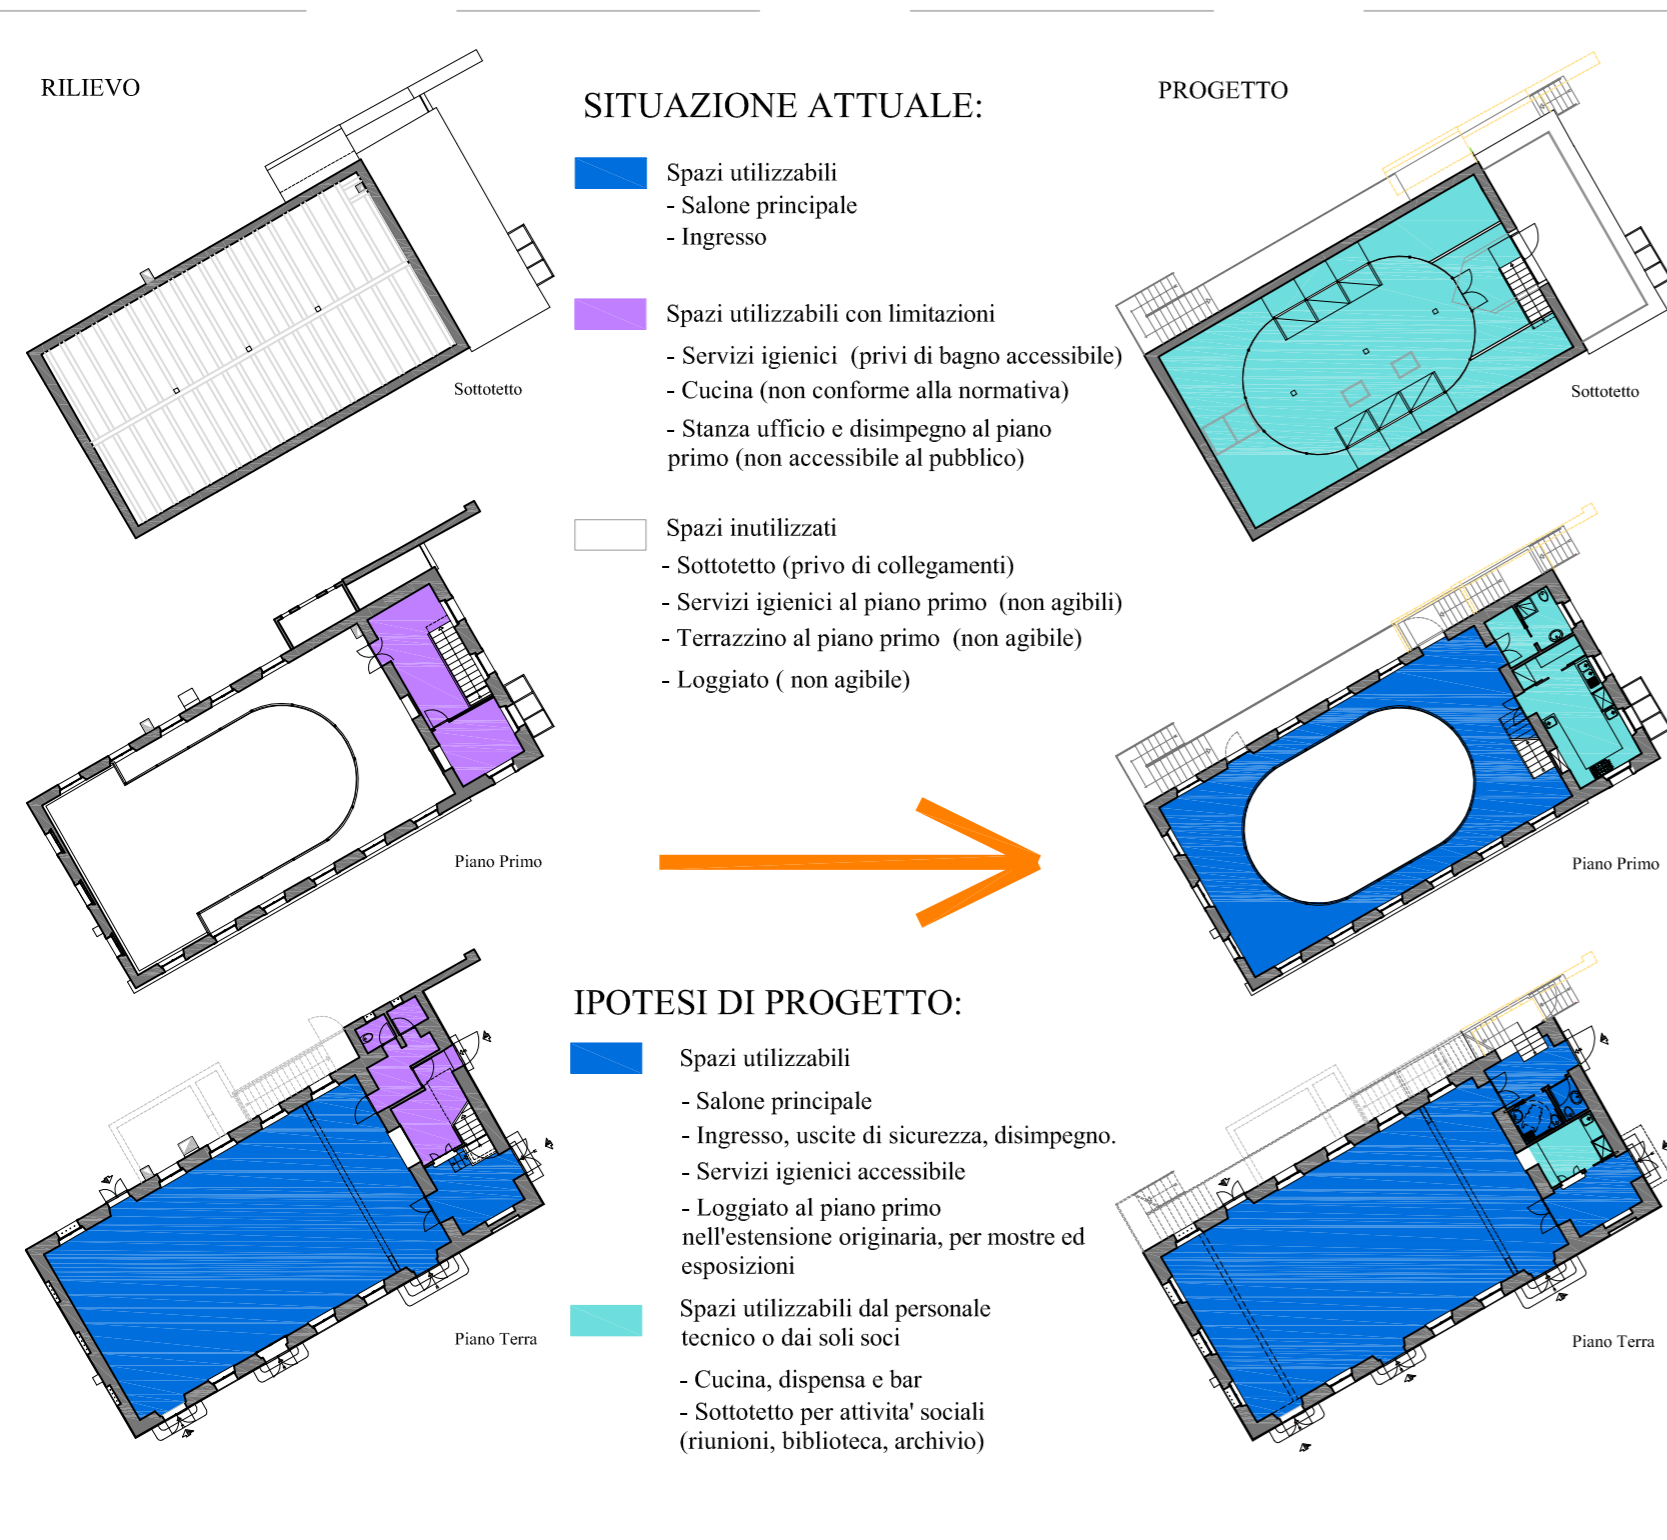 RILIEVO
Sottotetto
Piano Primo
Piano Terra
SITUAZIONE ATTUALE:
Spazi utilizzabili
- Salone principale
- Ingresso
Spazi utilizzabili con limitazioni
- Servizi igienici (privi di bagno accessibile)
- Cucina (non conforme alla normativa)
- Stanza ufficio e disimpegno al piano
primo (non accessibile al pubblico)
Spazi inutilizzati
- Sottotetto (privo di collegamenti)
- Servizi igienici al piano primo (non agibili)
- Terrazzino al piano primo (non agibile)
- Loggiato ( non agibile)
IPOTESI DI PROGETTO:
Spazi utilizzabili
- Salone principale
- Ingresso, uscite di sicurezza, disimpegno.
- Servizi igienici accessibile
- Loggiato al piano primo
nell'estensione originaria, per mostre ed
esposizioni
Spazi utilizzabili dal personale
tecnico o dai soli soci
- Cucina, dispensa e bar
- Sottotetto per attivita' sociali
(riunioni, biblioteca, archivio)
PROGETTO
Sottotetto
Piano Primo
Piano Terra